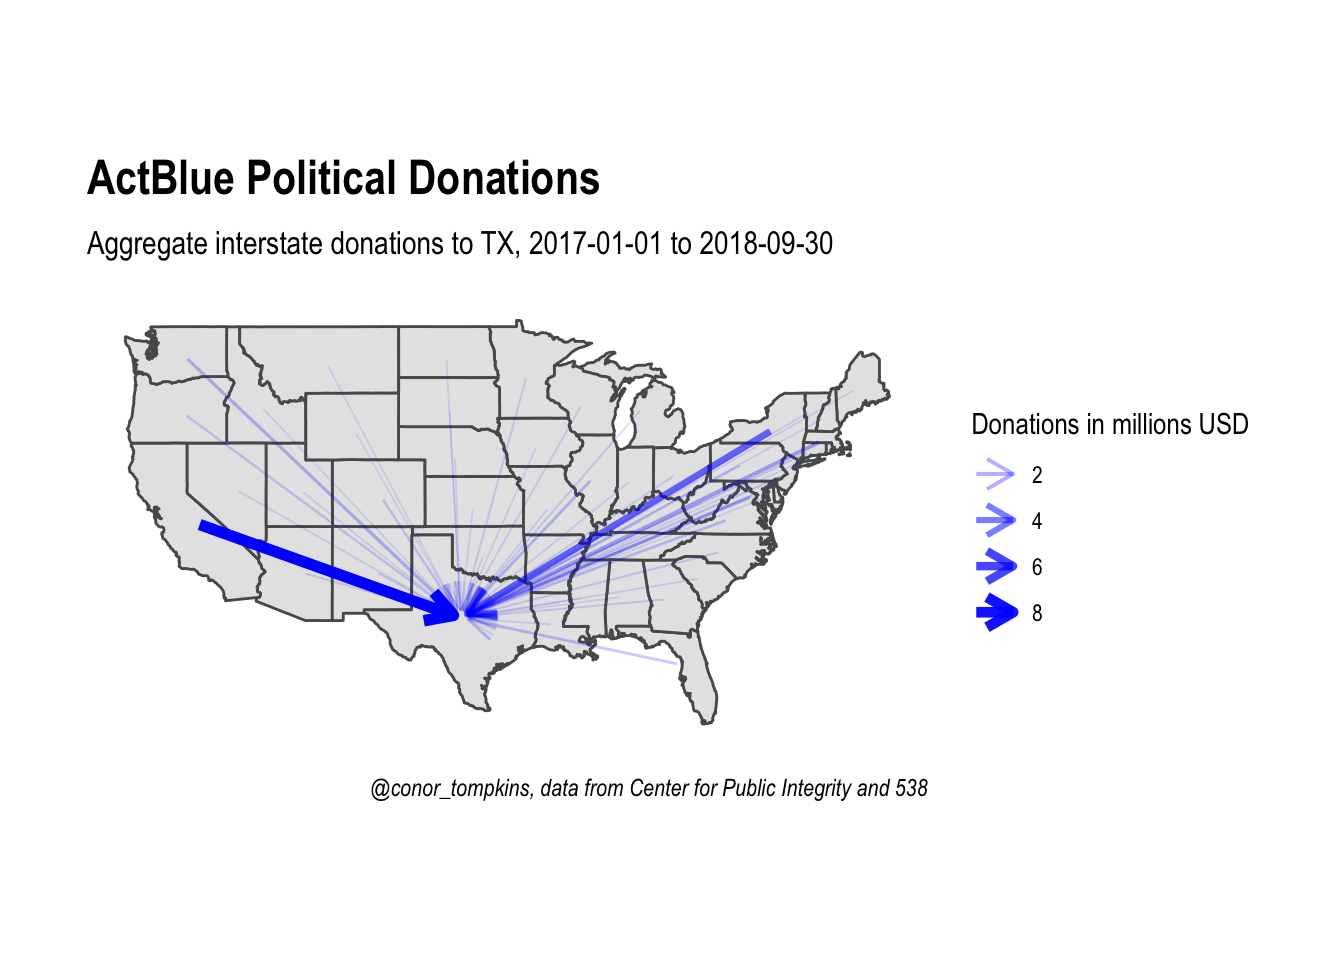 ActBlue Political Donations
Aggregate interstate donations to TX, 2017-01-01 to 2018-09-30
Donations in millions USD
2
4
6
8
@conor_tompkins, data from Center for Public Integrity and 538